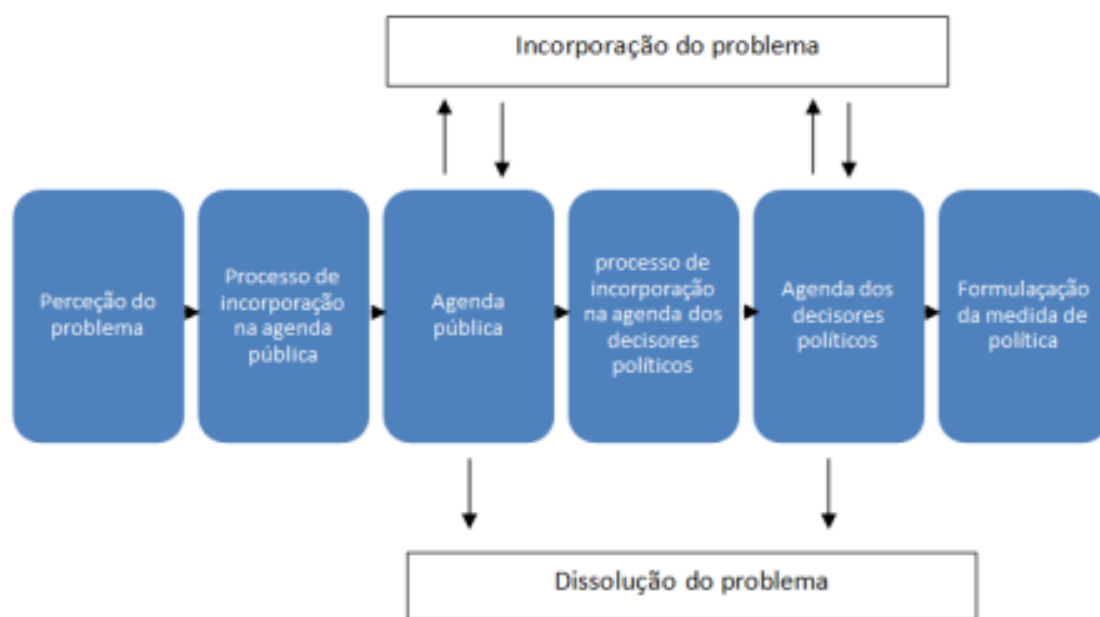 Incorporação do problema
Perceção do
problema
Processo de
incorporação
na agenda
pública
Agenda
pública
processo de
incorporação
na agenda dos
decisores
políticos
Agenda dos
decisores
políticos
Formulaçação
da medida de
política
Dissolução do problema